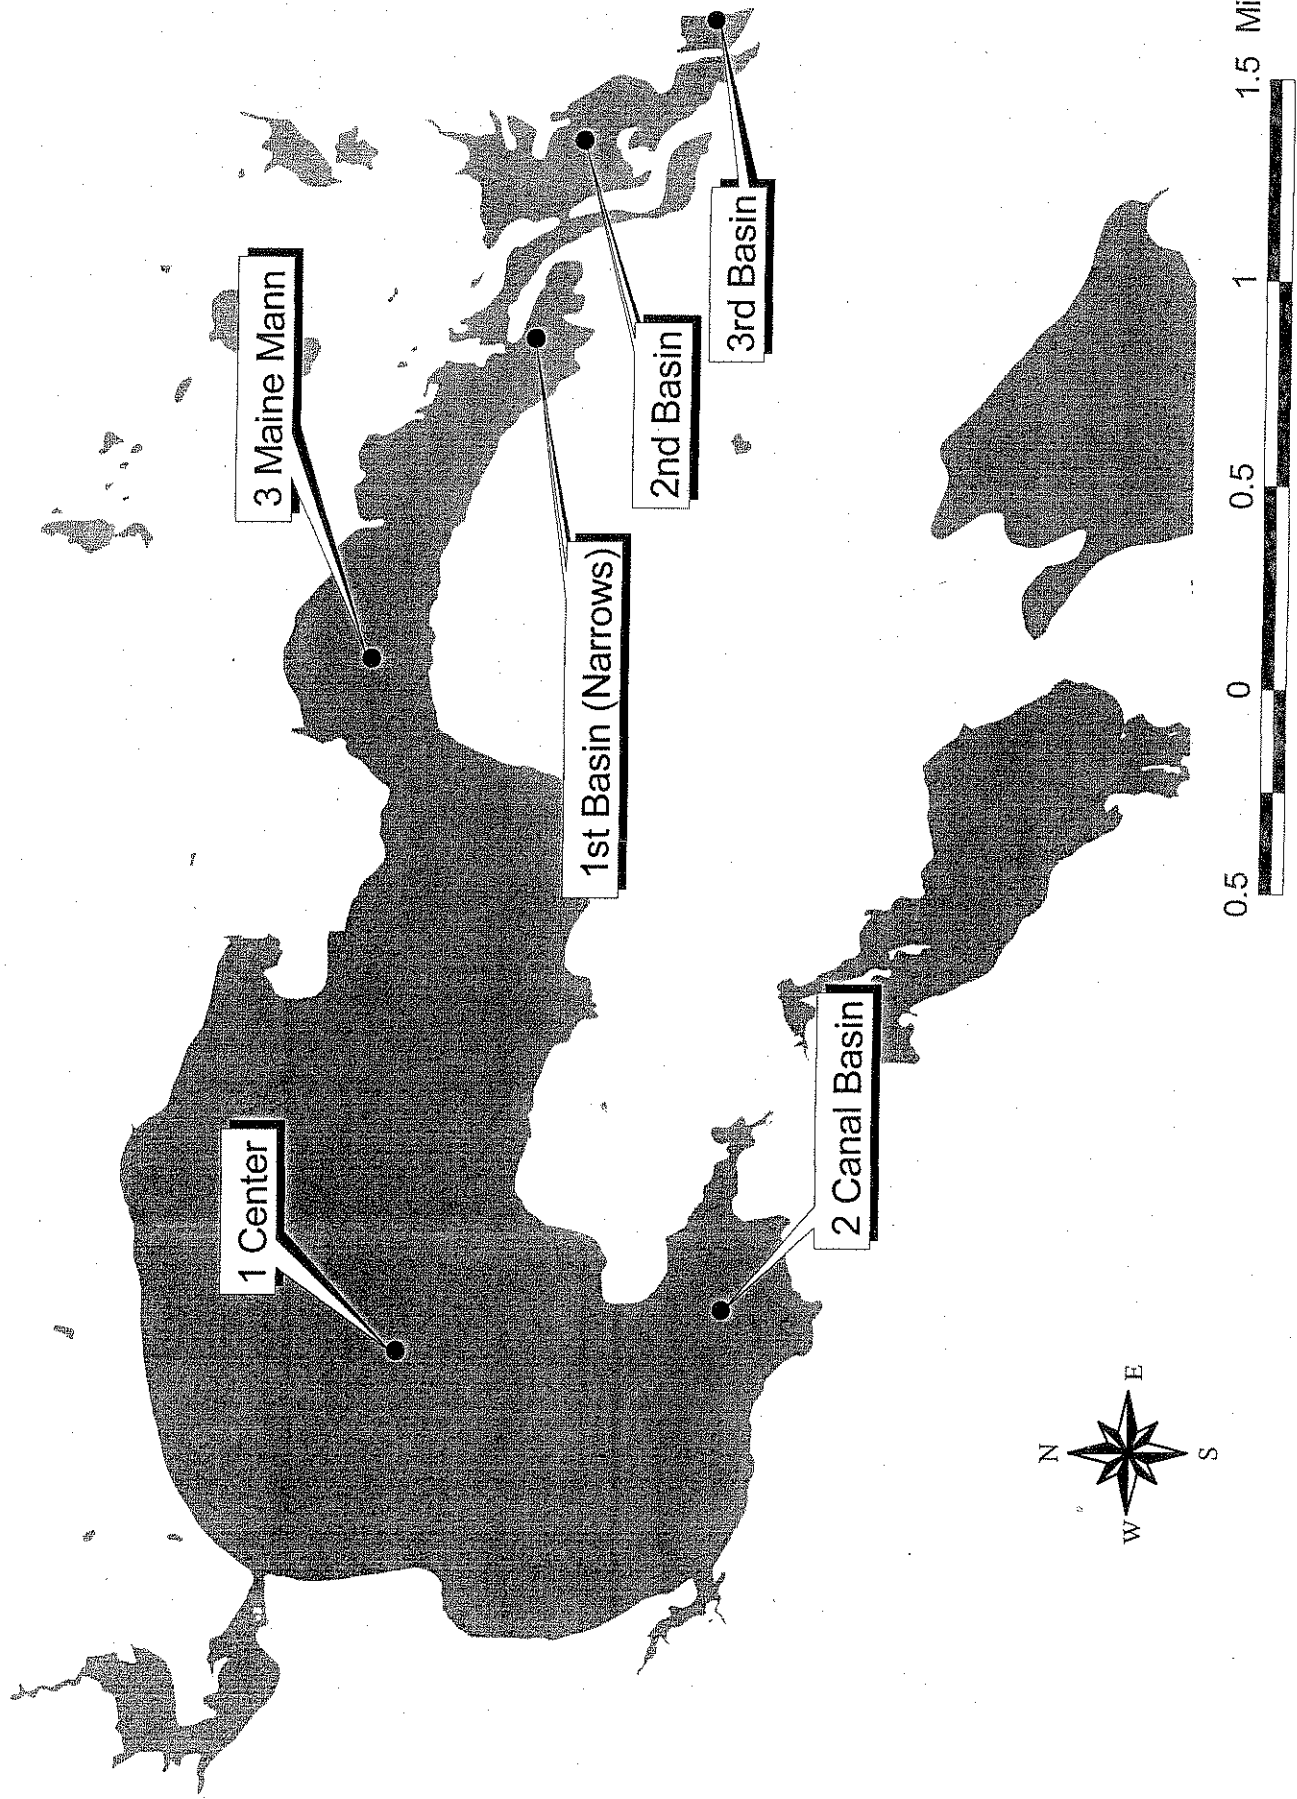 3 Maine Mann
1 Center
1st Basin (Narrows)
2nd Basin
3rd Basin
2 Canal Basin
N
W
E
S
0.5
0
0.5
1
1.5 Mi